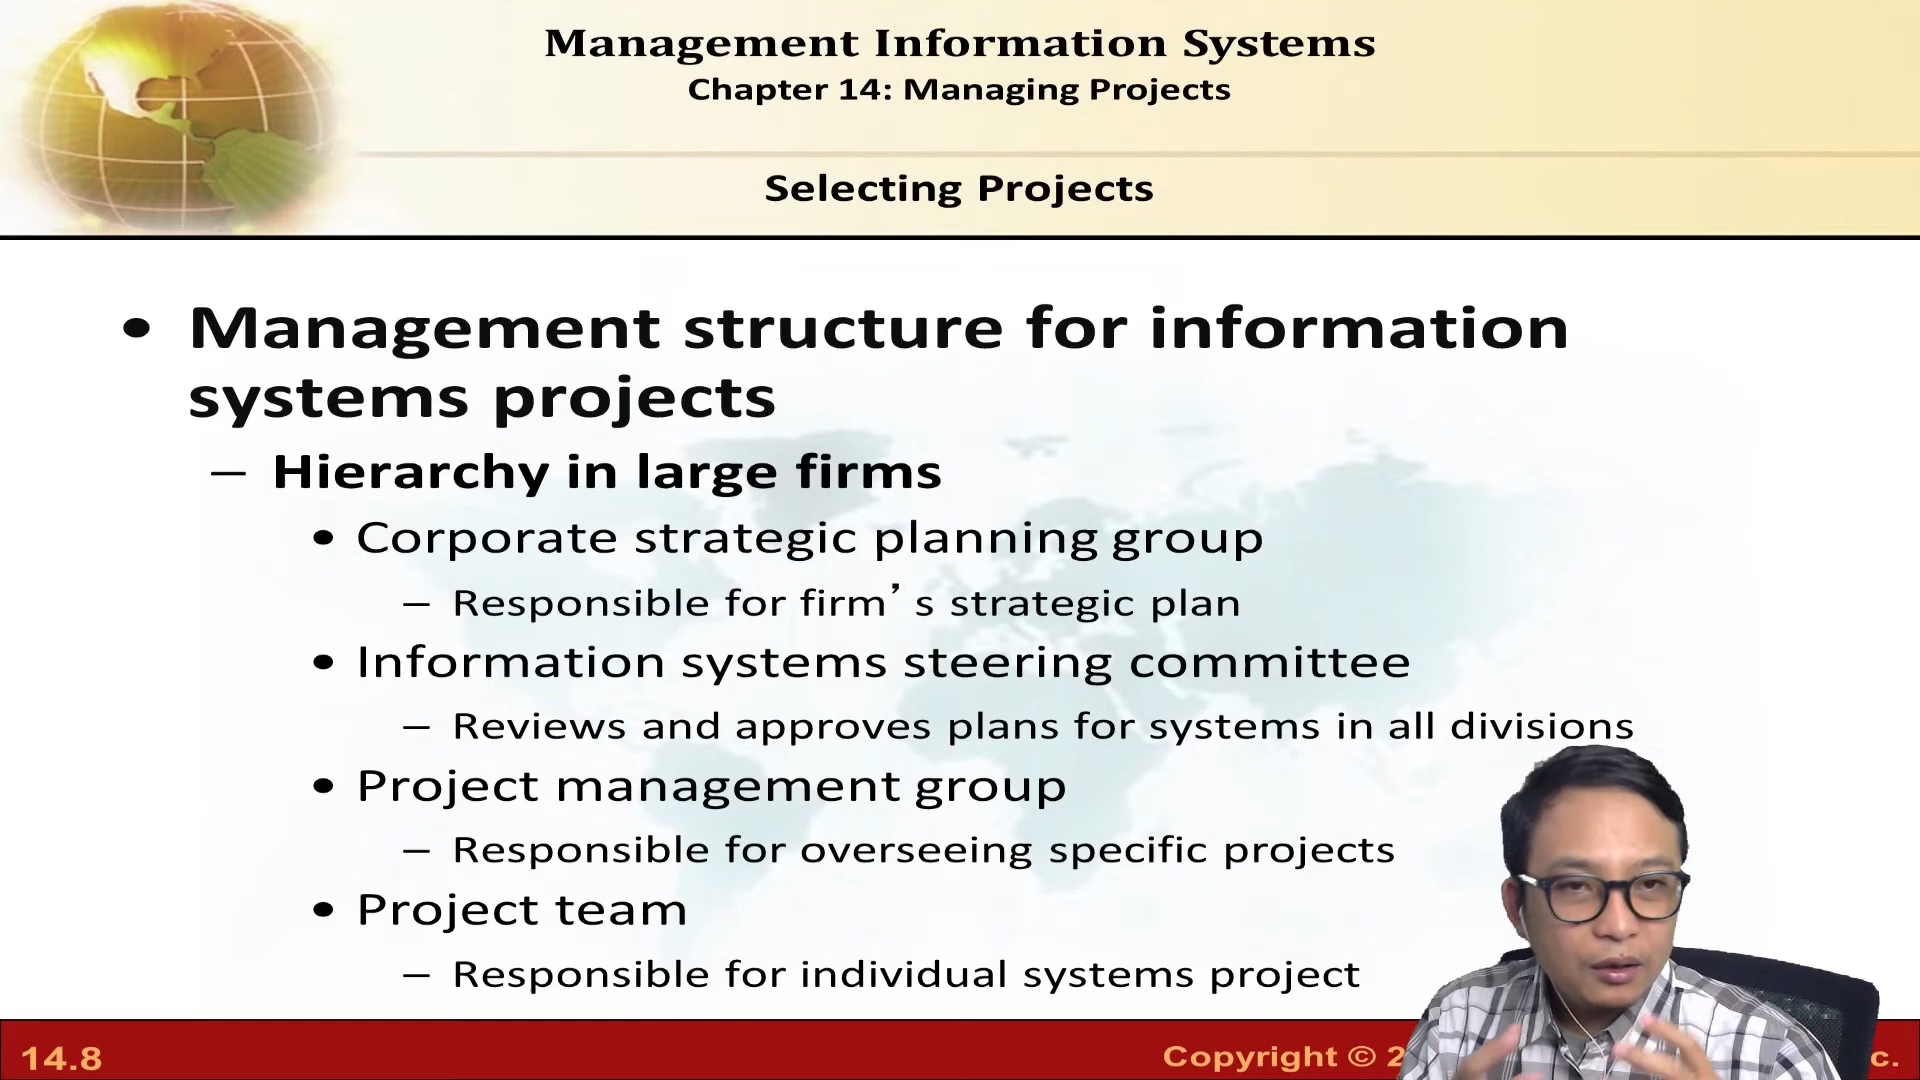 Management Information Systems
Chapter 14: Managing Projects
Selecting Projects
• Management structure for information
systems projects
– Hierarchy in large firms
• Corporate strategic planning group
– Responsible for firm’s strategic plan
• Information systems steering committee
– Reviews and approves plans for systems in all divisions
• Project management group
– Responsible for overseeing specific projects
• Project team
– Responsible for individual systems project
14.8
Copyright ©